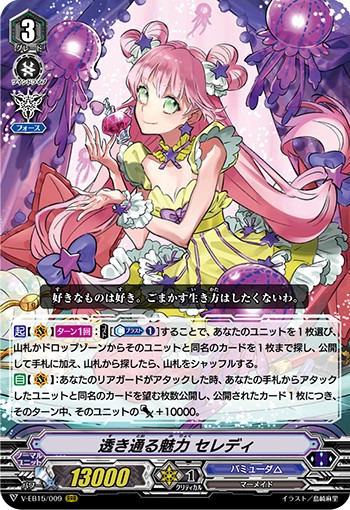 3
グレード
ツインドライブ
フォース
好きなものは好き。ごまかす生き方はしたくないわ。
起【(V)】ターン1回:[カウンターブラスト1]することで、あなたのユニットを1枚選び、
山札かドロップゾーンからそのユニットと同名のカードを1枚まで探し、公開
して手札に加え、山札から探したら、山札をシャッフルする。
自【(V)】:あなたのリアガードがアタックした時、あなたの手札からアタック
したユニットと同名のカードを望む枚数公開し、公開されたカード1枚につき、
そのターン中、そのユニットの+10000。
透き通る魅力 セレディ
ノーマル
ユニット
パワー
13000
1
クリティカル
バミューダ△
マーメイド
V-EB15/009 RRR
イラスト/島崎麻里